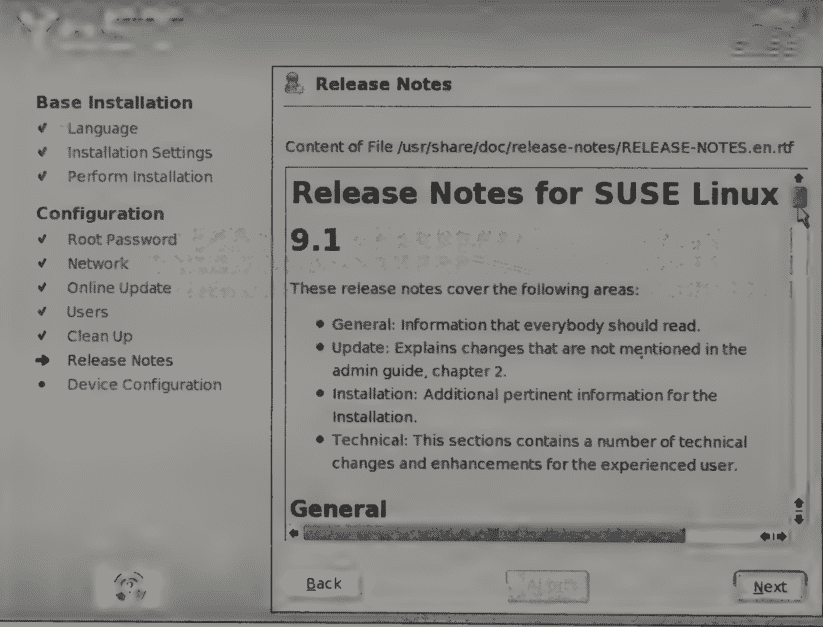 Base Installation
Language
Installation Settings
Perform Installation
Configuration
Root Password
Network
Online Update
Users
Clean Up
Release Notes
Device Configuration
Release Notes
Content of File /usr/share/doc/release-notes/RELEASE-NOTES.en.rtf
Release Notes for SUSE Linux
9.1
These release notes cover the following areas:
• General: Information that everybody should read.
• Update: Explains changes that are not mentioned in the
admin guide, chapter 2.
• Installation: Additional pertinent information for the
Installation.
• Technical: This sections contains a number of technical
changes and enhancements for the experienced user.
General
Back
Next